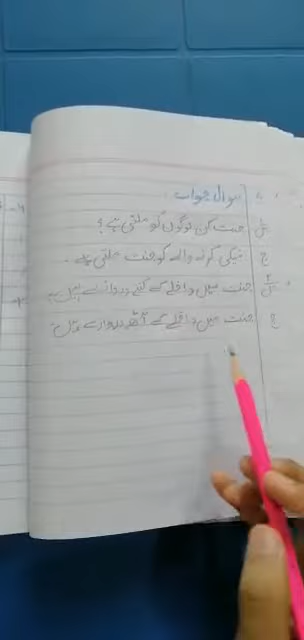 سوال جواب
س جنت کن لوگوں کو ملتی ہے؟
ج نیکی کرنے والے کو جنت ملتی ہے۔
س۲ جنت میں داخلے کے کتنے دروازے ہیں؟
ج جنت میں داخلے کے آٹھ دروازے ہیں